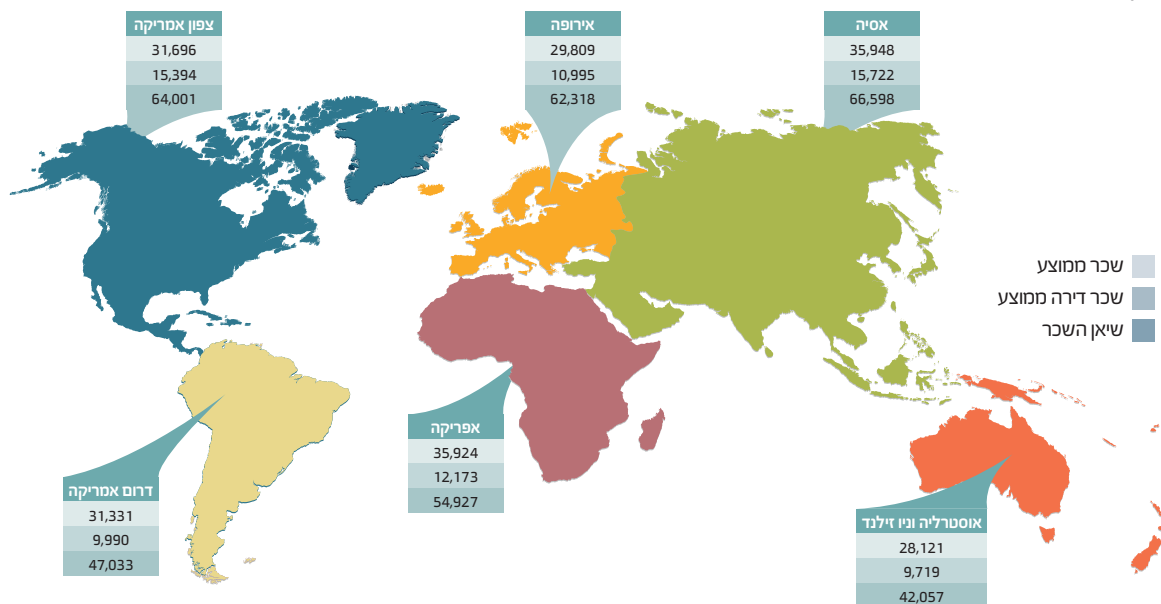 צפון אמריקה
31,696
15,394
64,001
אירופה
29,809
10,995
62,318
אסיה
35,948
15,722
66,598
שכר ממוצע
שכר דירה ממוצע
שיאן השכר
אפריקה
35,924
12,173
54,927
דרום אמריקה
31,331
9,990
47,033
אוסטרליה וניו זילנד
28,121
9,719
42,057